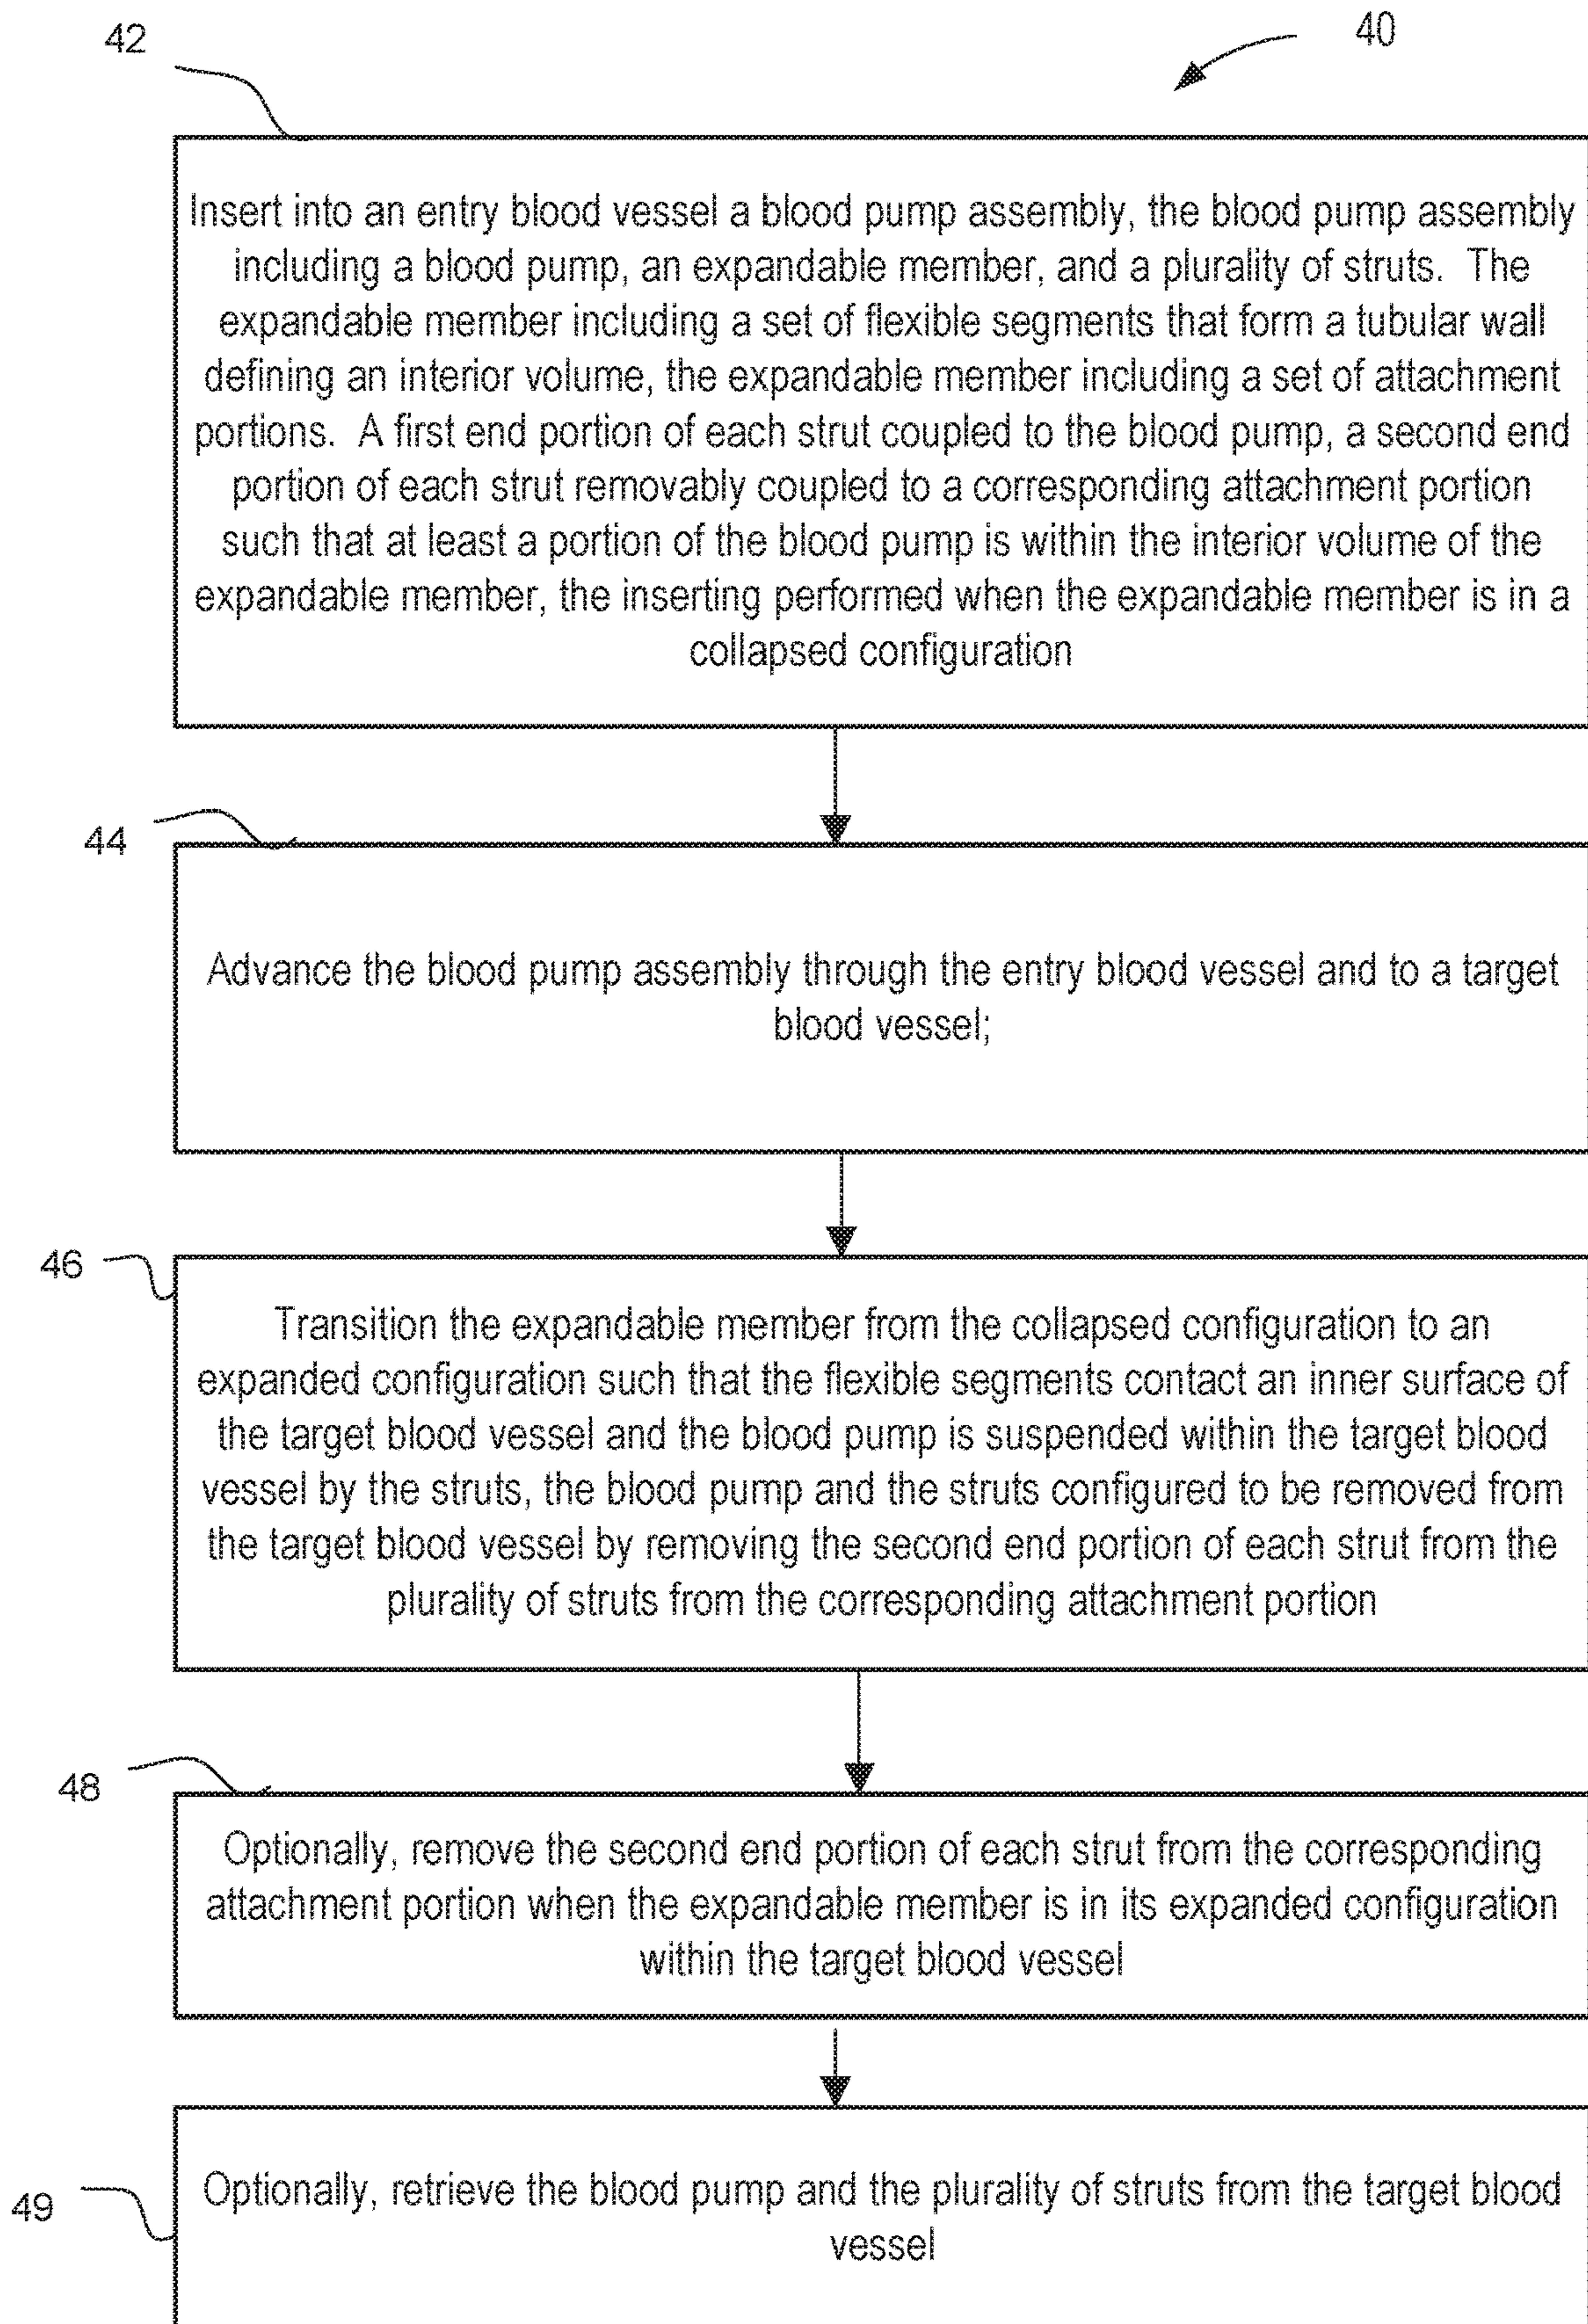 42
40
Insert into an entry blood vessel a blood pump assembly, the blood pump assembly
including a blood pump, an expandable member, and a plurality of struts. The
expandable member including a set of flexible segments that form a tubular wall
defining an interior volume, the expandable member including a set of attachment
portions. A first end portion of each strut coupled to the blood pump, a second end
portion of each strut removably coupled to a corresponding attachment portion
such that at least a portion of the blood pump is within the interior volume of the
expandable member, the inserting performed when the expandable member is in a
collapsed configuration
44
Advance the blood pump assembly through the entry blood vessel and to a target
blood vessel;
46
Transition the expandable member from the collapsed configuration to an
expanded configuration such that the flexible segments contact an inner surface of
the target blood vessel and the blood pump is suspended within the target blood
vessel by the struts, the blood pump and the struts configured to be removed from
the target blood vessel by removing the second end portion of each strut from the
plurality of struts from the corresponding attachment portion
48
Optionally, remove the second end portion of each strut from the corresponding
attachment portion when the expandable member is in its expanded configuration
within the target blood vessel
49
Optionally, retrieve the blood pump and the plurality of struts from the target blood
vessel